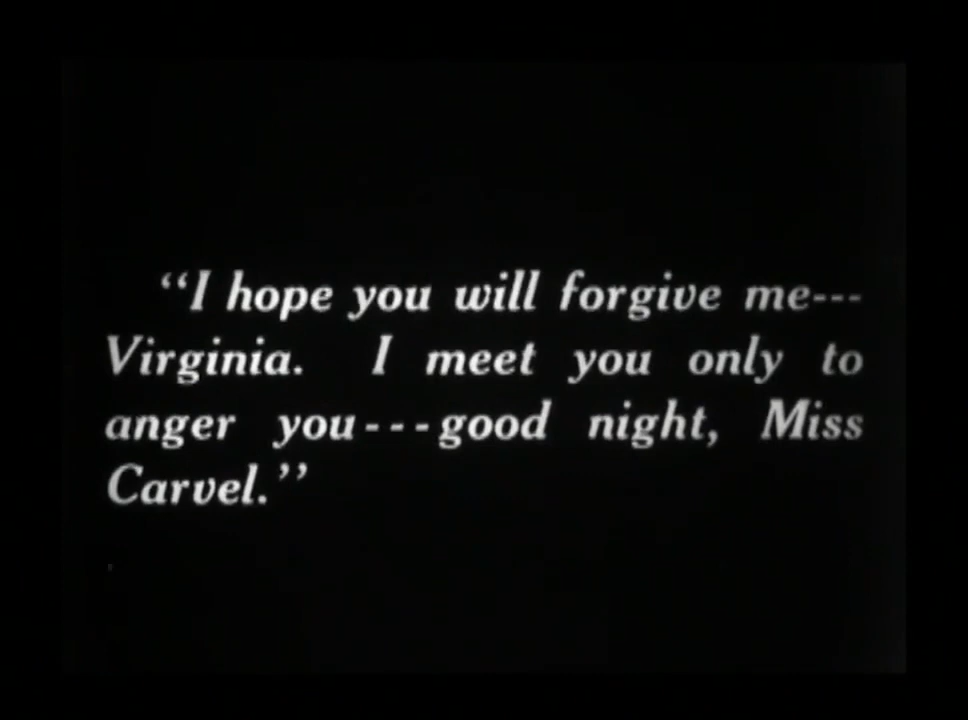 “I hope you will forgive me---
Virginia. I meet you only to
anger you---good night, Miss
Carvel.”